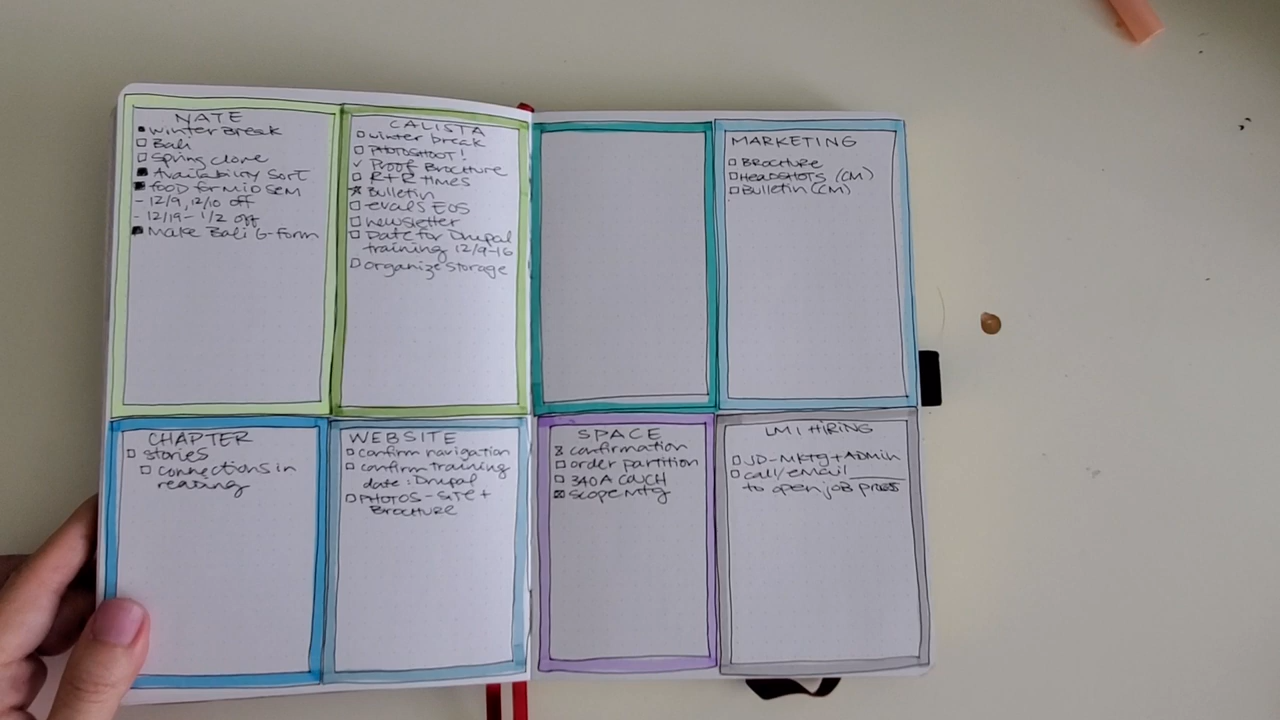 NATE
winter Break
Bali
Spring clone
Availability Sort
food for mid sem
- 12/9, 12/10 off
- 12/19 - 1/2 off
Make Bali G-Form
CALISTA
winter break
PHOTOSHOOT!
Proof Brochure
R+R times
Bulletin
evals EOS
newsletter
Date for Drupal
training 12/9-16
organize storage
MARKETING
BROCHURE
HEADSHOTS (CM)
Bulletin (CM)
CHAPTER
stories
connections in
reading
WEBSITE
confirm navigation
confirm training
date: Drupal
PHOTOS - SITE +
Brochure
SPACE
confirmation
order partition
340A COUCH
scope mtg
LMI HIRING
JD - MKTG + ADMIN
call/email
to open job